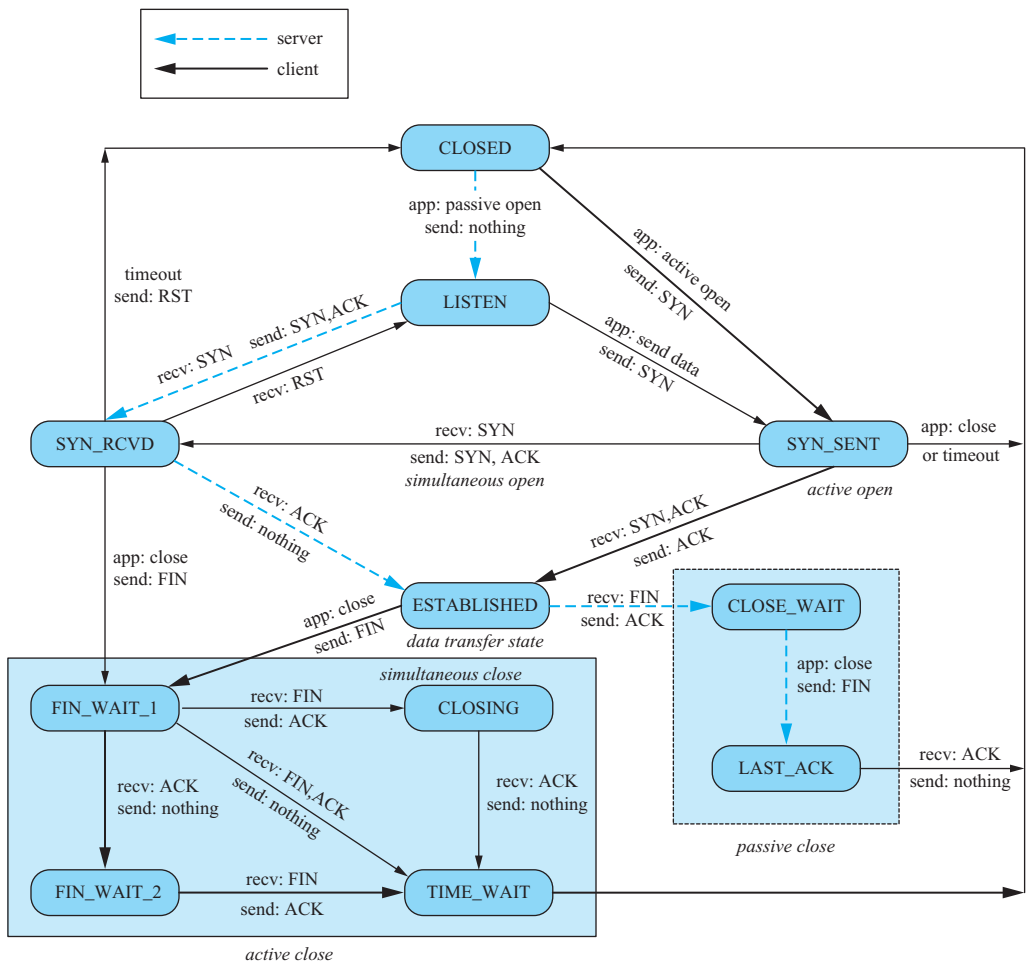 server
client
CLOSED
app: passive open
send: nothing
app: active open
send: SYN
timeout
send: RST
LISTEN
recv: SYN send: SYN,ACK
recv: RST
app: send data
send: SYN
SYN_RCVD
recv: SYN
send: SYN, ACK
simultaneous open
SYN_SENT
active open
app: close
or timeout
recv: ACK
send: nothing
recv: SYN,ACK
send: ACK
app: close
send: FIN
ESTABLISHED
data transfer state
app: close
send: FIN
recv: FIN
send: ACK
CLOSE_WAIT
app: close
send: FIN
LAST_ACK
recv: ACK
send: nothing
passive close
simultaneous close
FIN_WAIT_1
recv: FIN
send: ACK
CLOSING
recv: ACK
send: nothing
recv: FIN,ACK
send: nothing
recv: ACK
send: nothing
FIN_WAIT_2
recv: FIN
send: ACK
TIME_WAIT
active close